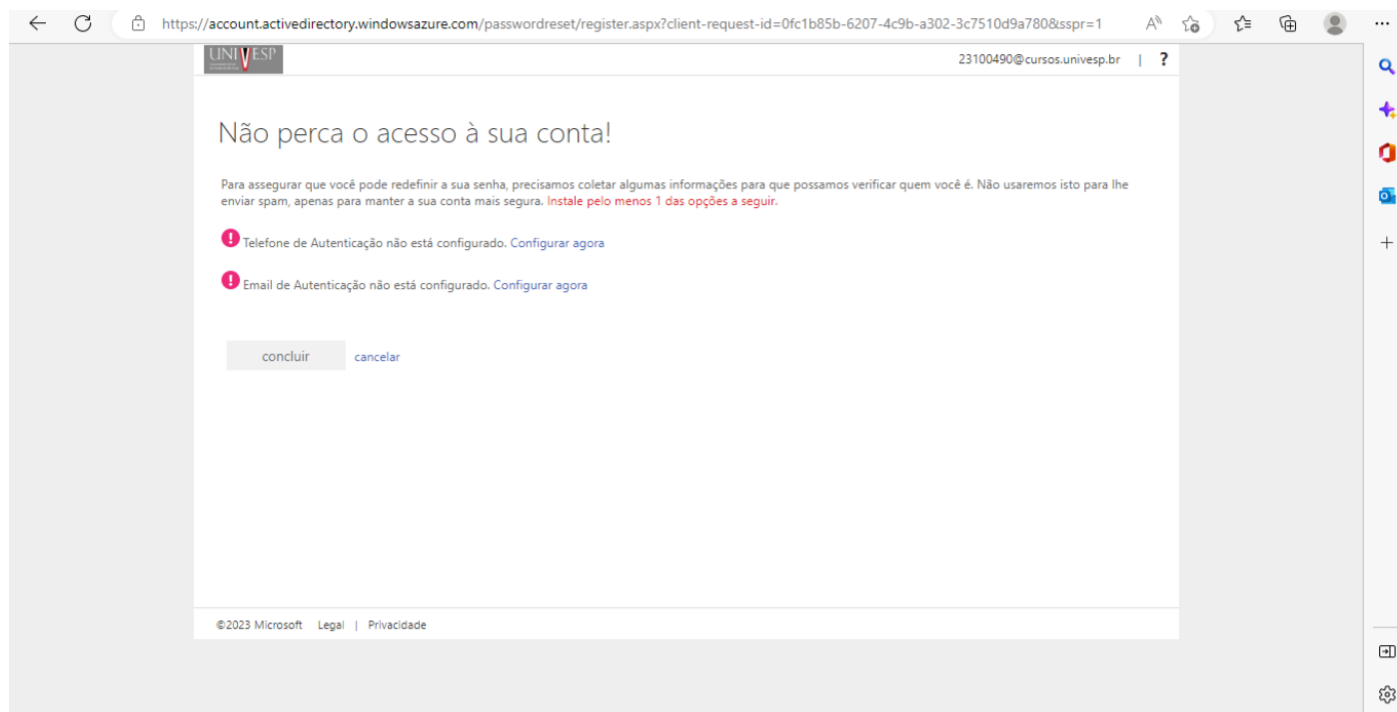 https://account.activedirectory.windowsazure.com/passwordreset/register.aspx?client-request-id=0fc1b85b-6207-4c9b-a302-3c7510d9a780&sspr=1
UNIVESP
23100490@cursos.univesp.br | ?
Não perca o acesso à sua conta!
Para assegurar que você pode redefinir a sua senha, precisamos coletar algumas informações para que possamos verificar quem você é. Não usaremos isto para lhe
enviar spam, apenas para manter a sua conta mais segura. Instale pelo menos 1 das opções a seguir.
Telefone de Autenticação não está configurado. Configurar agora
Email de Autenticação não está configurado. Configurar agora
concluir cancelar
©2023 Microsoft Legal | Privacidade